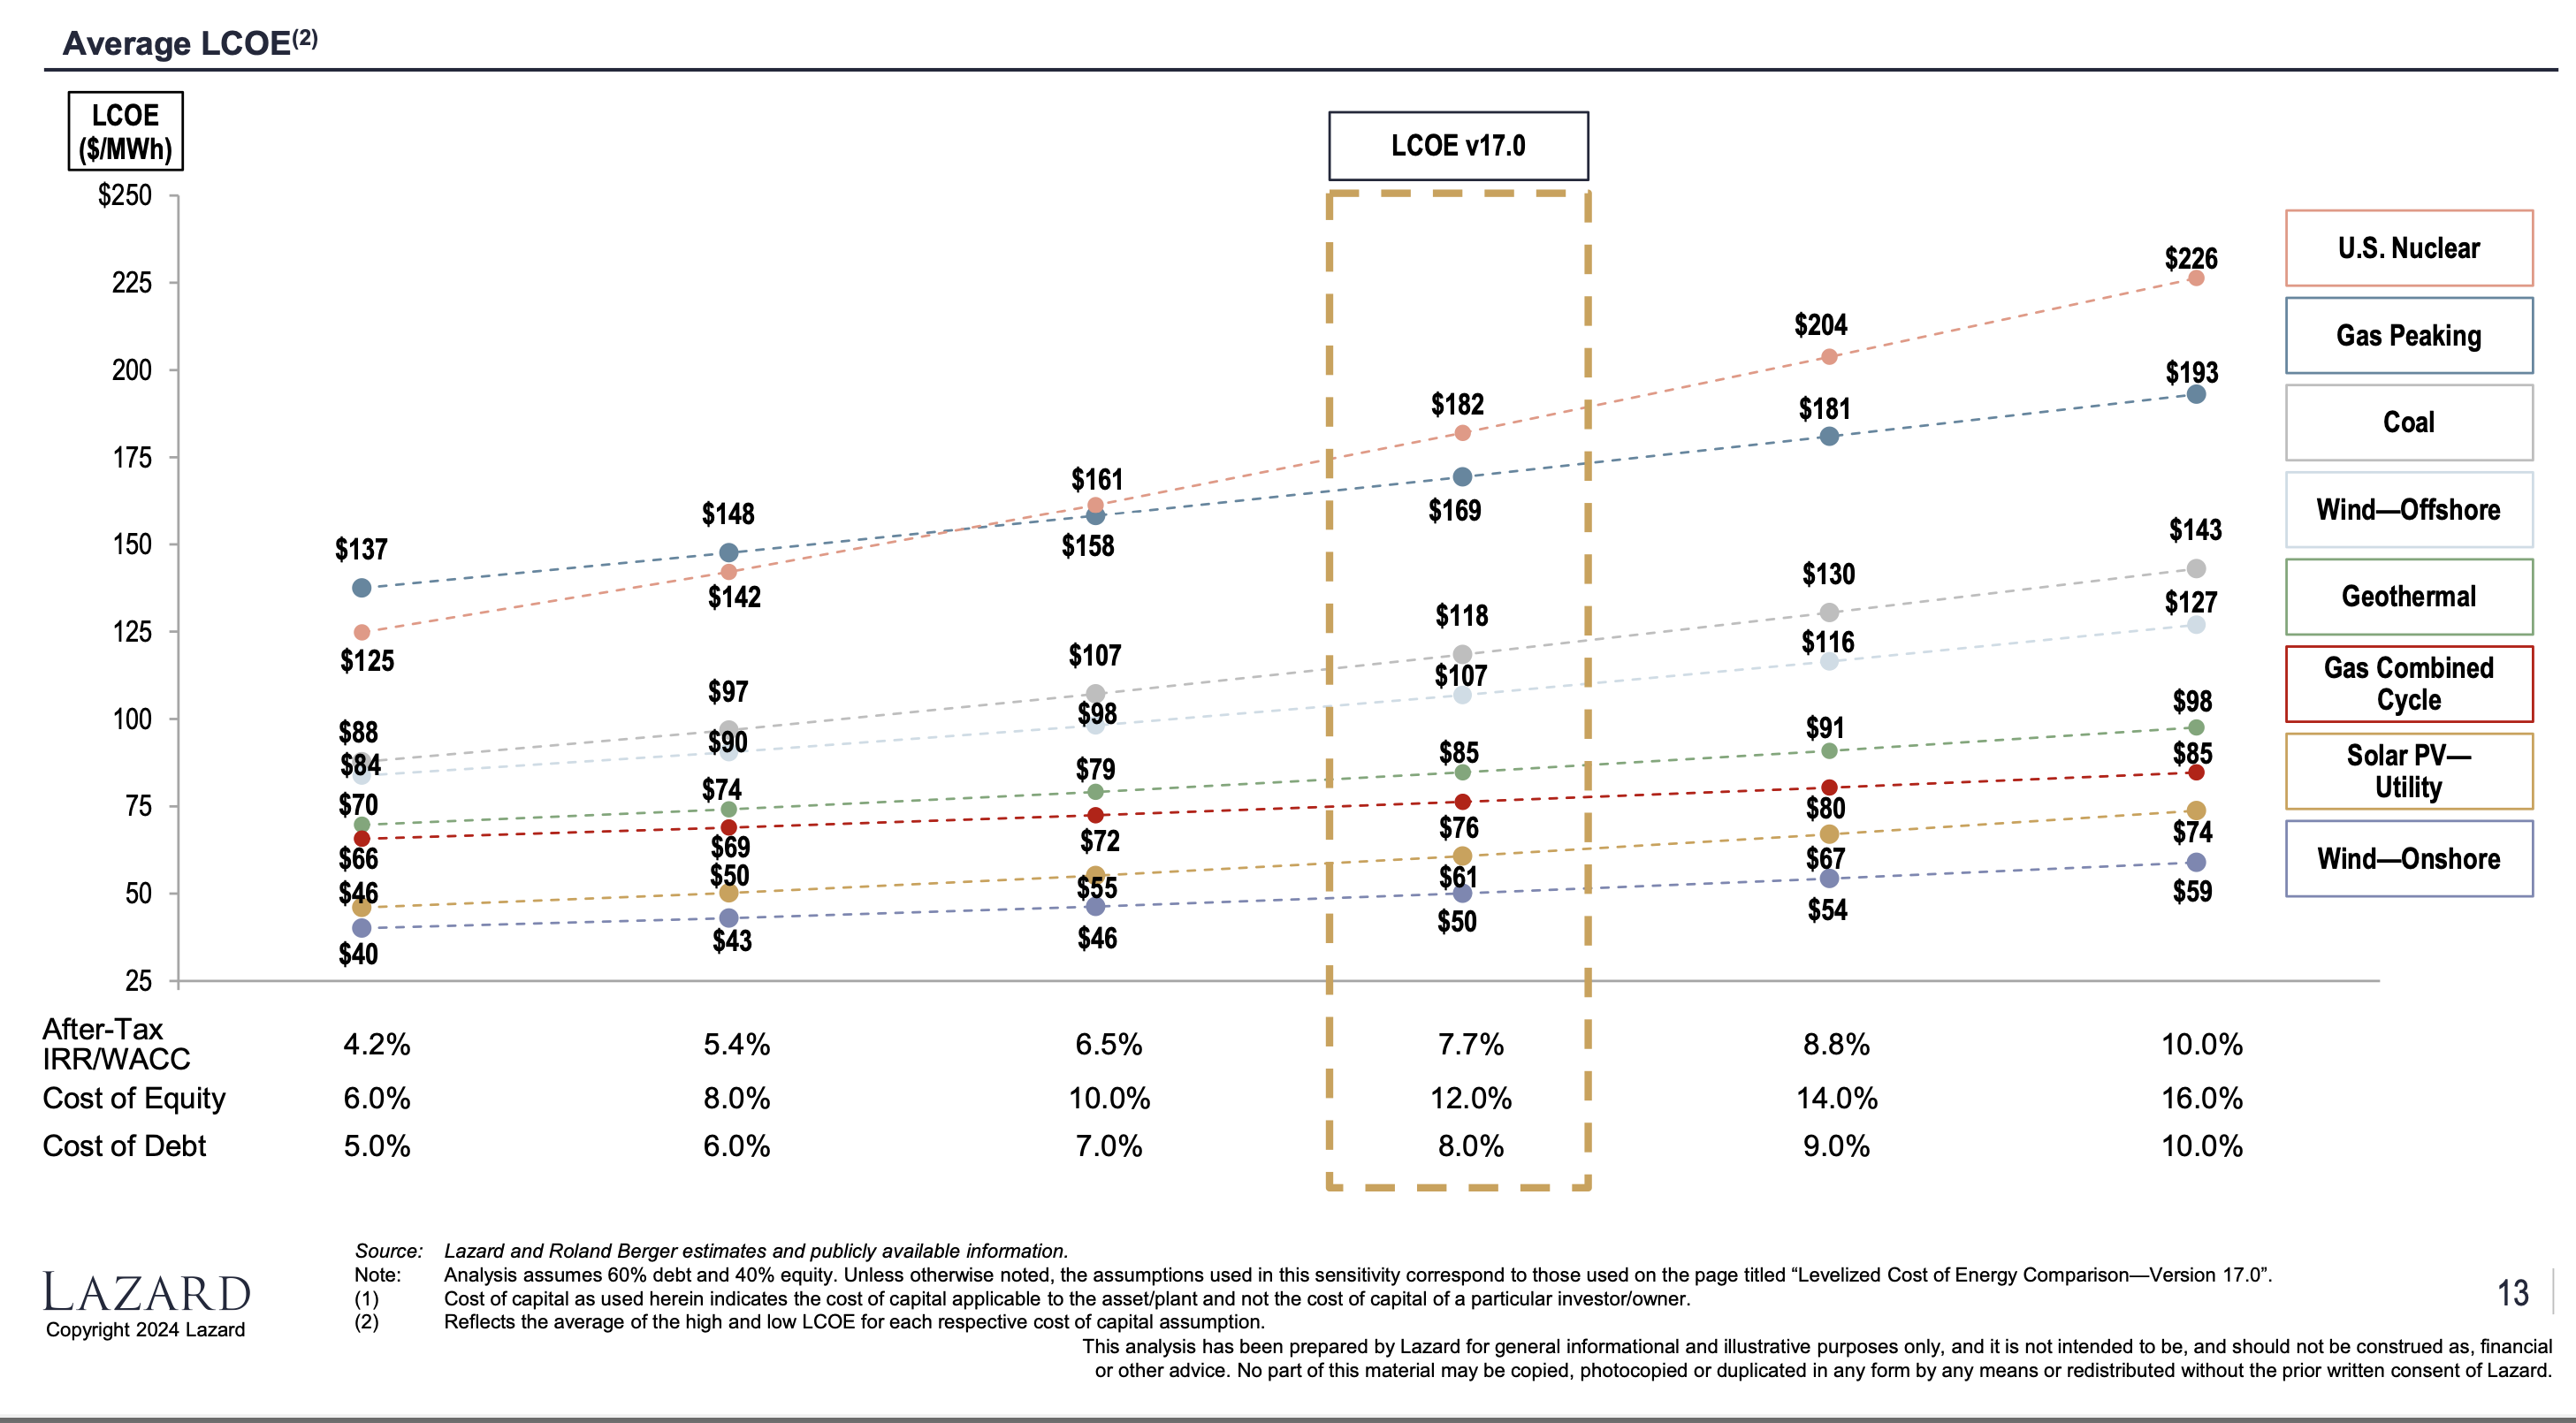 Average LCOE(2)
LCOE
($/MWh)
LCOE v17.0
$250
225
200
175
150
125
100
75
50
25
$137
$125
$88
$84
$70
$66
$46
$40
$148
$142
$97
$90
$74
$69
$50
$43
$161
$158
$107
$98
$79
$72
$55
$46
$182
$169
$118
$107
$85
$76
$61
$50
$204
$181
$130
$116
$91
$80
$67
$54
$226
$193
$143
$127
$98
$85
$74
$59
U.S. Nuclear
Gas Peaking
Coal
Wind—Offshore
Geothermal
Gas Combined
Cycle
Solar PV—
Utility
Wind—Onshore
After-Tax
IRR/WACC 4.2% 5.4% 6.5% 7.7% 8.8% 10.0%
Cost of Equity 6.0% 8.0% 10.0% 12.0% 14.0% 16.0%
Cost of Debt 5.0% 6.0% 7.0% 8.0% 9.0% 10.0%
LAZARD
Copyright 2024 Lazard
Source: Lazard and Roland Berger estimates and publicly available information.
Note: Analysis assumes 60% debt and 40% equity. Unless otherwise noted, the assumptions used in this sensitivity correspond to those used on the page titled “Levelized Cost of Energy Comparison—Version 17.0”.
(1) Cost of capital as used herein indicates the cost of capital applicable to the asset/plant and not the cost of capital of a particular investor/owner.
(2) Reflects the average of the high and low LCOE for each respective cost of capital assumption.
13
This analysis has been prepared by Lazard for general informational and illustrative purposes only, and it is not intended to be, and should not be construed as, financial
or other advice. No part of this material may be copied, photocopied or duplicated in any form by any means or redistributed without the prior written consent of Lazard.